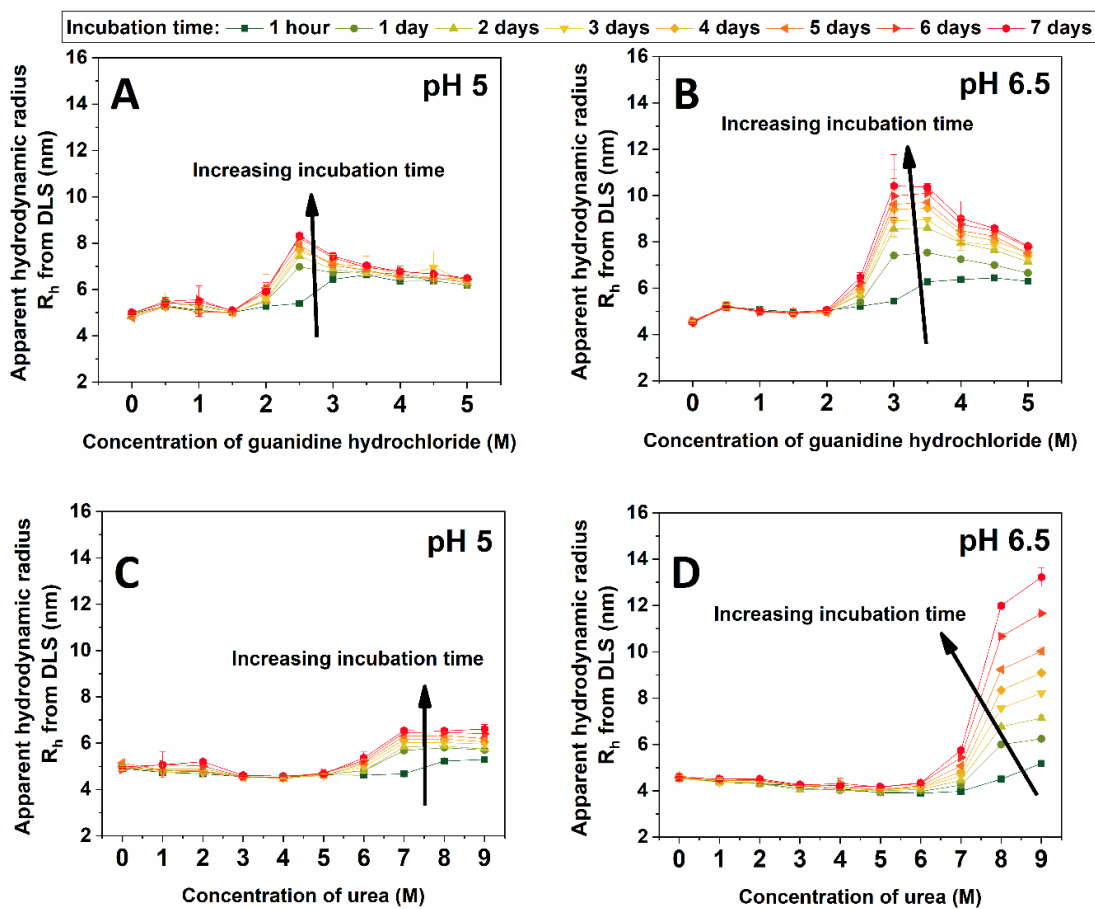 Incubation time: 1 hour 1 day 2 days 3 days 4 days 5 days 6 days 7 days
A
pH 5
Increasing incubation time
Apparent hydrodynamic radius
Rh from DLS (nm)
16
14
12
10
8
6
4
2
0 1 2 3 4 5
Concentration of guanidine hydrochloride (M)
B
pH 6.5
Increasing incubation time
Apparent hydrodynamic radius
Rh from DLS (nm)
16
14
12
10
8
6
4
2
0 1 2 3 4 5
Concentration of guanidine hydrochloride (M)
C
pH 5
Increasing incubation time
Apparent hydrodynamic radius
Rh from DLS (nm)
16
14
12
10
8
6
4
2
0 1 2 3 4 5 6 7 8 9
Concentration of urea (M)
D
pH 6.5
Increasing incubation time
Apparent hydrodynamic radius
Rh from DLS (nm)
16
14
12
10
8
6
4
2
0 1 2 3 4 5 6 7 8 9
Concentration of urea (M)